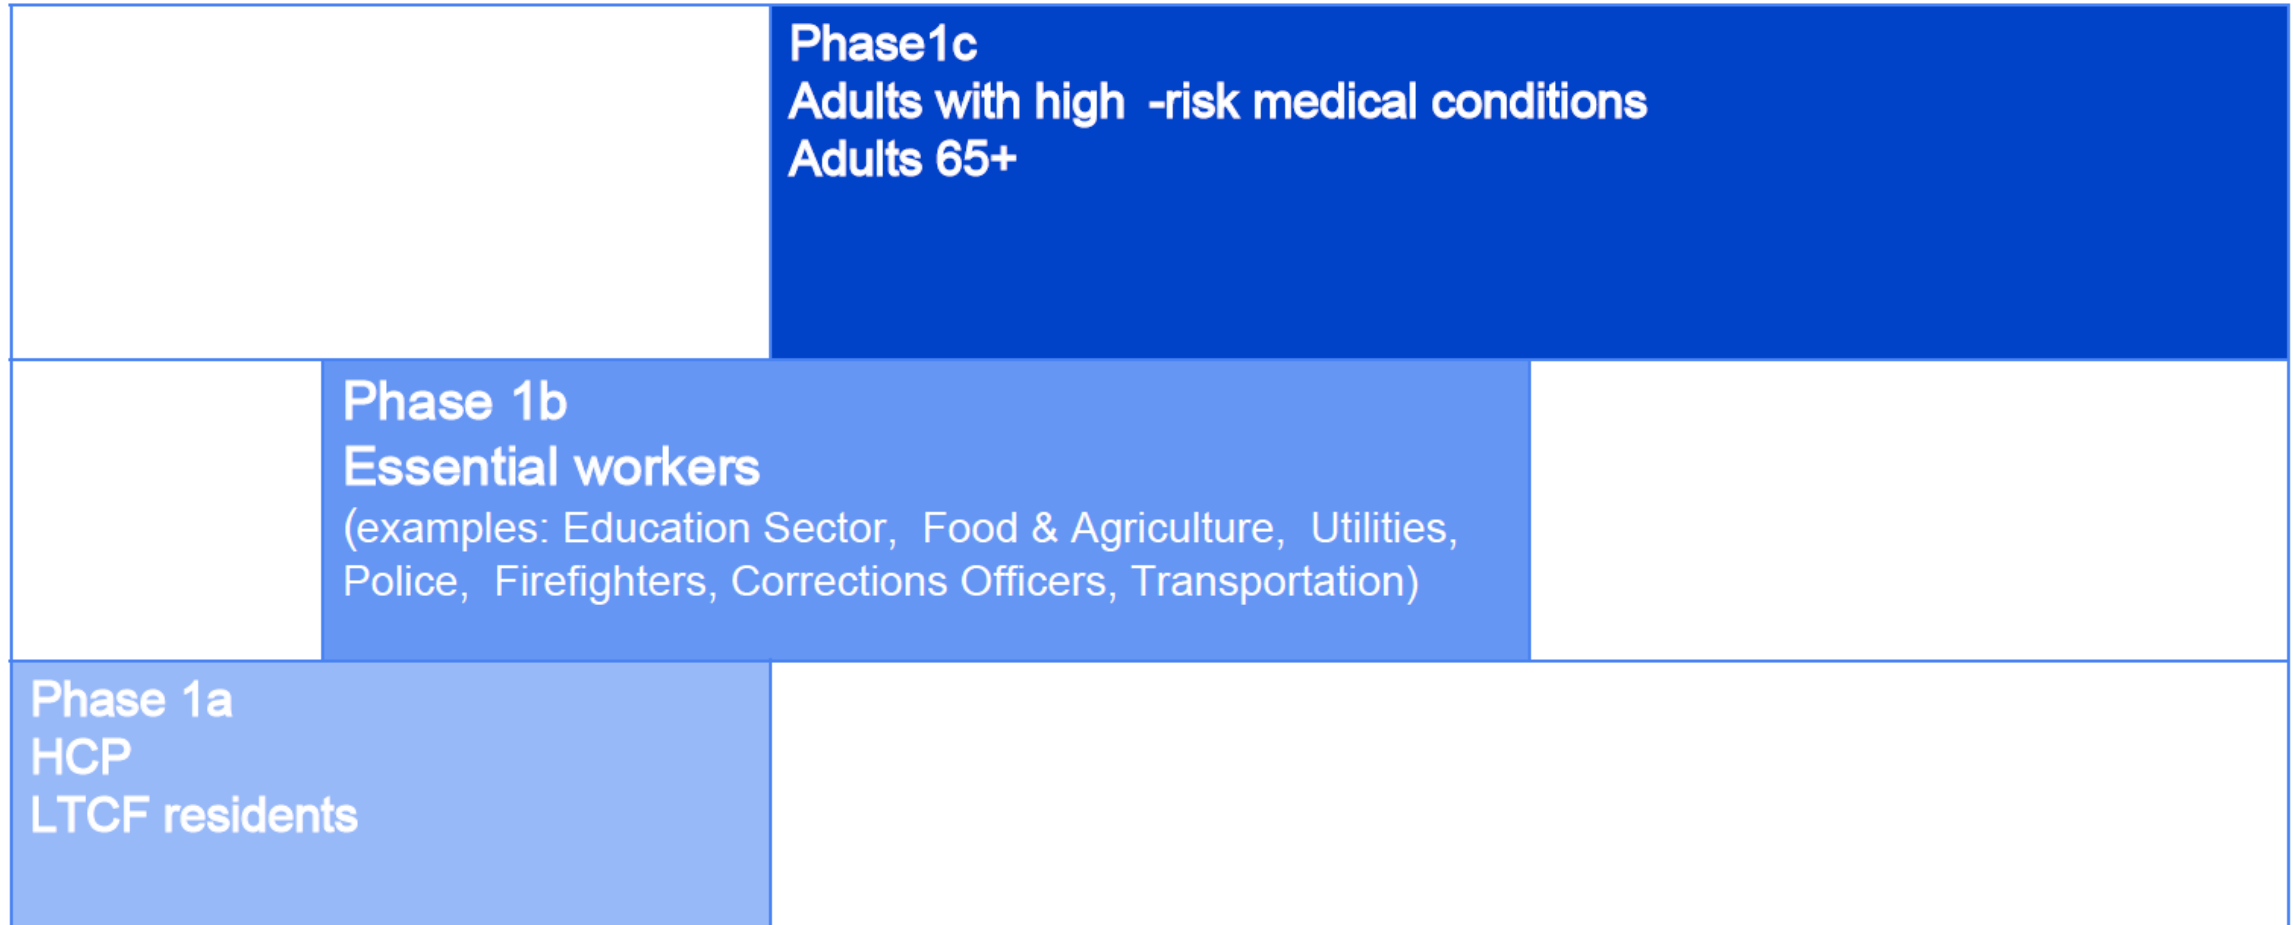 Phase1c
Adults with high -risk medical conditions
Adults 65+
Phase 1b
Essential workers
(examples: Education Sector, Food & Agriculture, Utilities,
Police, Firefighters, Corrections Officers, Transportation)
Phase 1a
HCP
LTCF residents